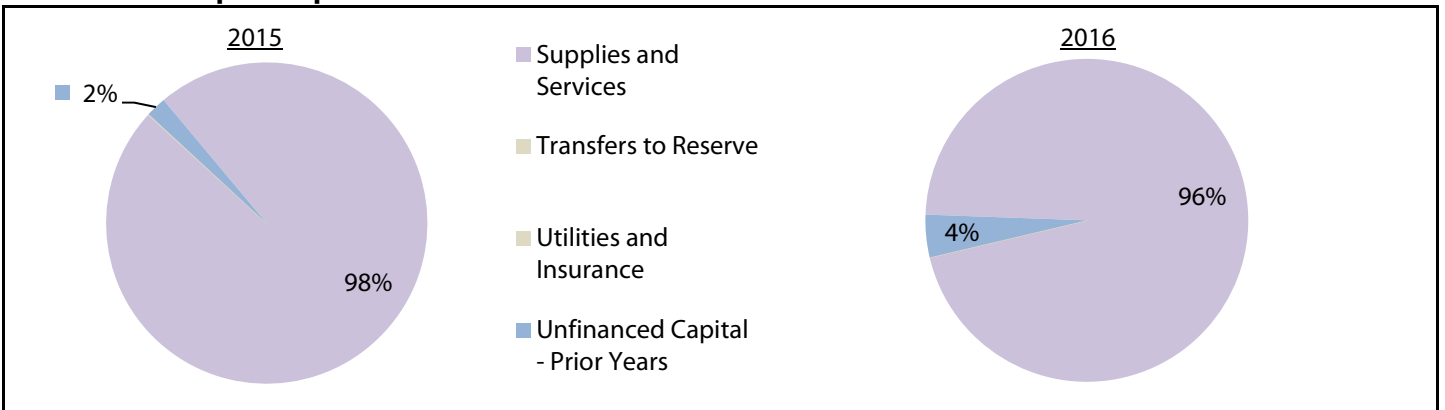 2015
2%
98%
Supplies and
Services
Transfers to Reserve
Utilities and
Insurance
Unfinanced Capital
- Prior Years
2016
96%
4%